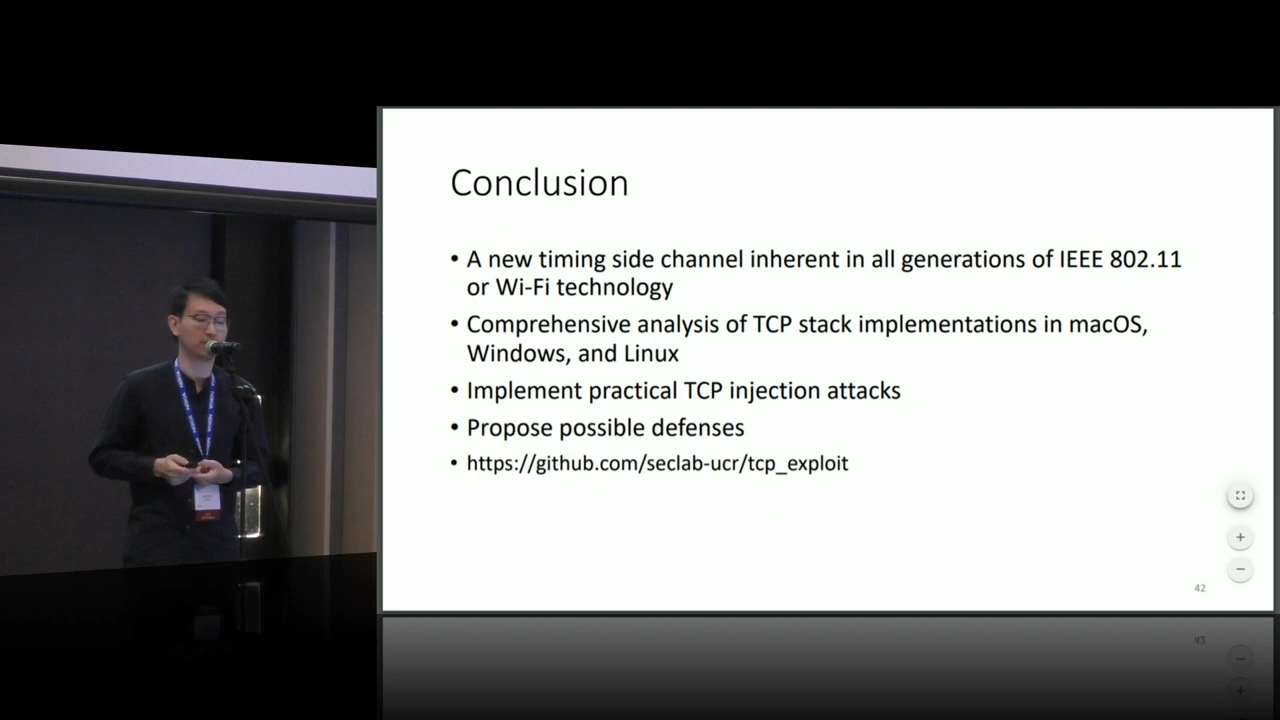 Conclusion
• A new timing side channel inherent in all generations of IEEE 802.11
or Wi-Fi technology
• Comprehensive analysis of TCP stack implementations in macOS,
Windows, and Linux
• Implement practical TCP injection attacks
• Propose possible defenses
• https://github.com/seclab-ucr/tcp_exploit
42